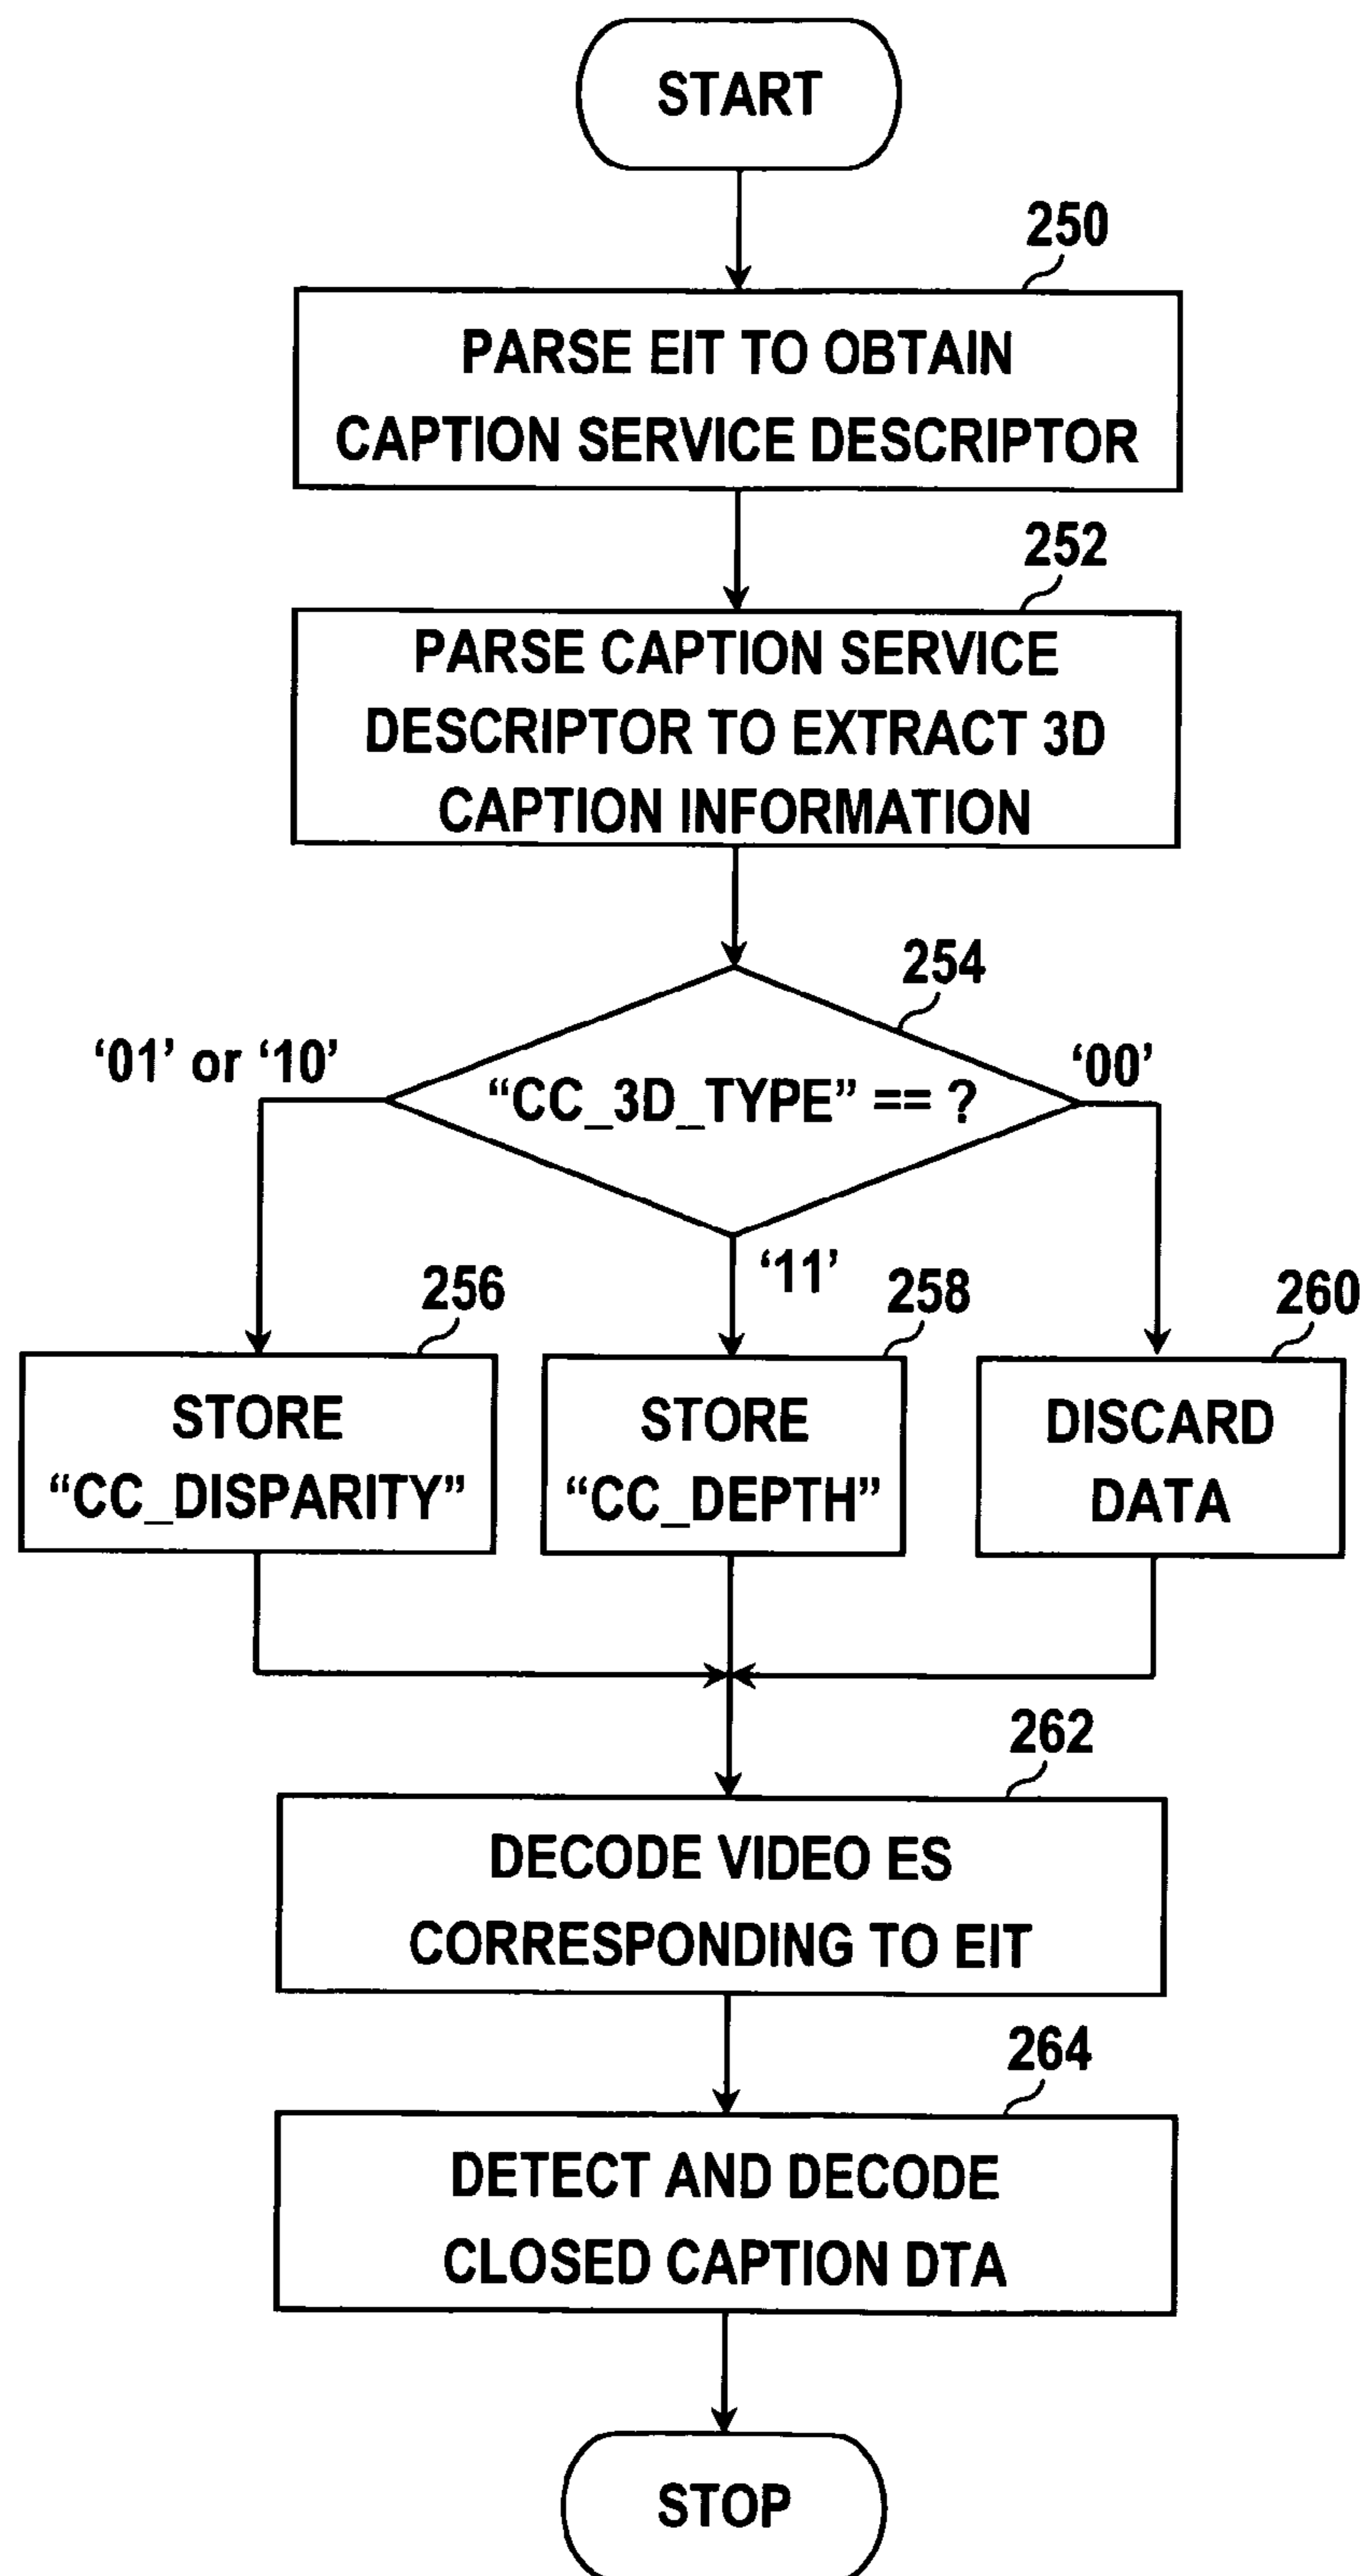 START
250
PARSE EIT TO OBTAIN
CAPTION SERVICE DESCRIPTOR
252
PARSE CAPTION SERVICE
DESCRIPTOR TO EXTRACT 3D
CAPTION INFORMATION
254
‘01’ or ‘10’
“CC_3D_TYPE” == ?
‘00’
‘11’
256
STORE
“CC_DISPARITY”
258
STORE
“CC_DEPTH”
260
DISCARD
DATA
262
DECODE VIDEO ES
CORRESPONDING TO EIT
264
DETECT AND DECODE
CLOSED CAPTION DTA
STOP